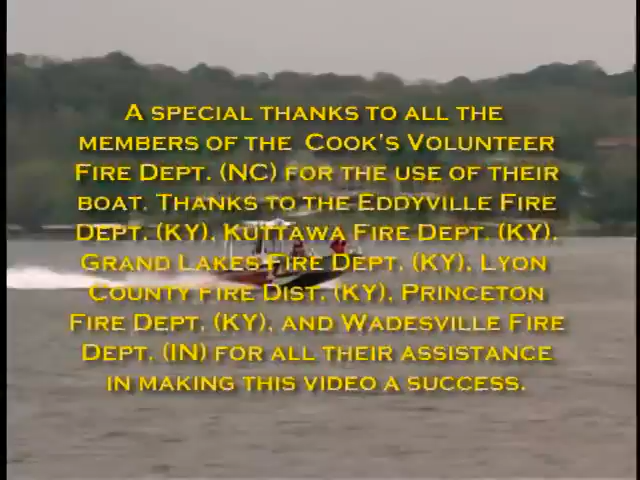 A SPECIAL THANKS TO ALL THE
MEMBERS OF THE COOK'S VOLUNTEER
FIRE DEPT. (NC) FOR THE USE OF THEIR
BOAT. THANKS TO THE EDDYVILLE FIRE
DEPT. (KY), KUTTAWA FIRE DEPT. (KY),
GRAND LAKES FIRE DEPT. (KY), LYON
COUNTY FIRE DIST. (KY), PRINCETON
FIRE DEPT. (KY), AND WADESVILLE FIRE
DEPT. (IN) FOR ALL THEIR ASSISTANCE
IN MAKING THIS VIDEO A SUCCESS.